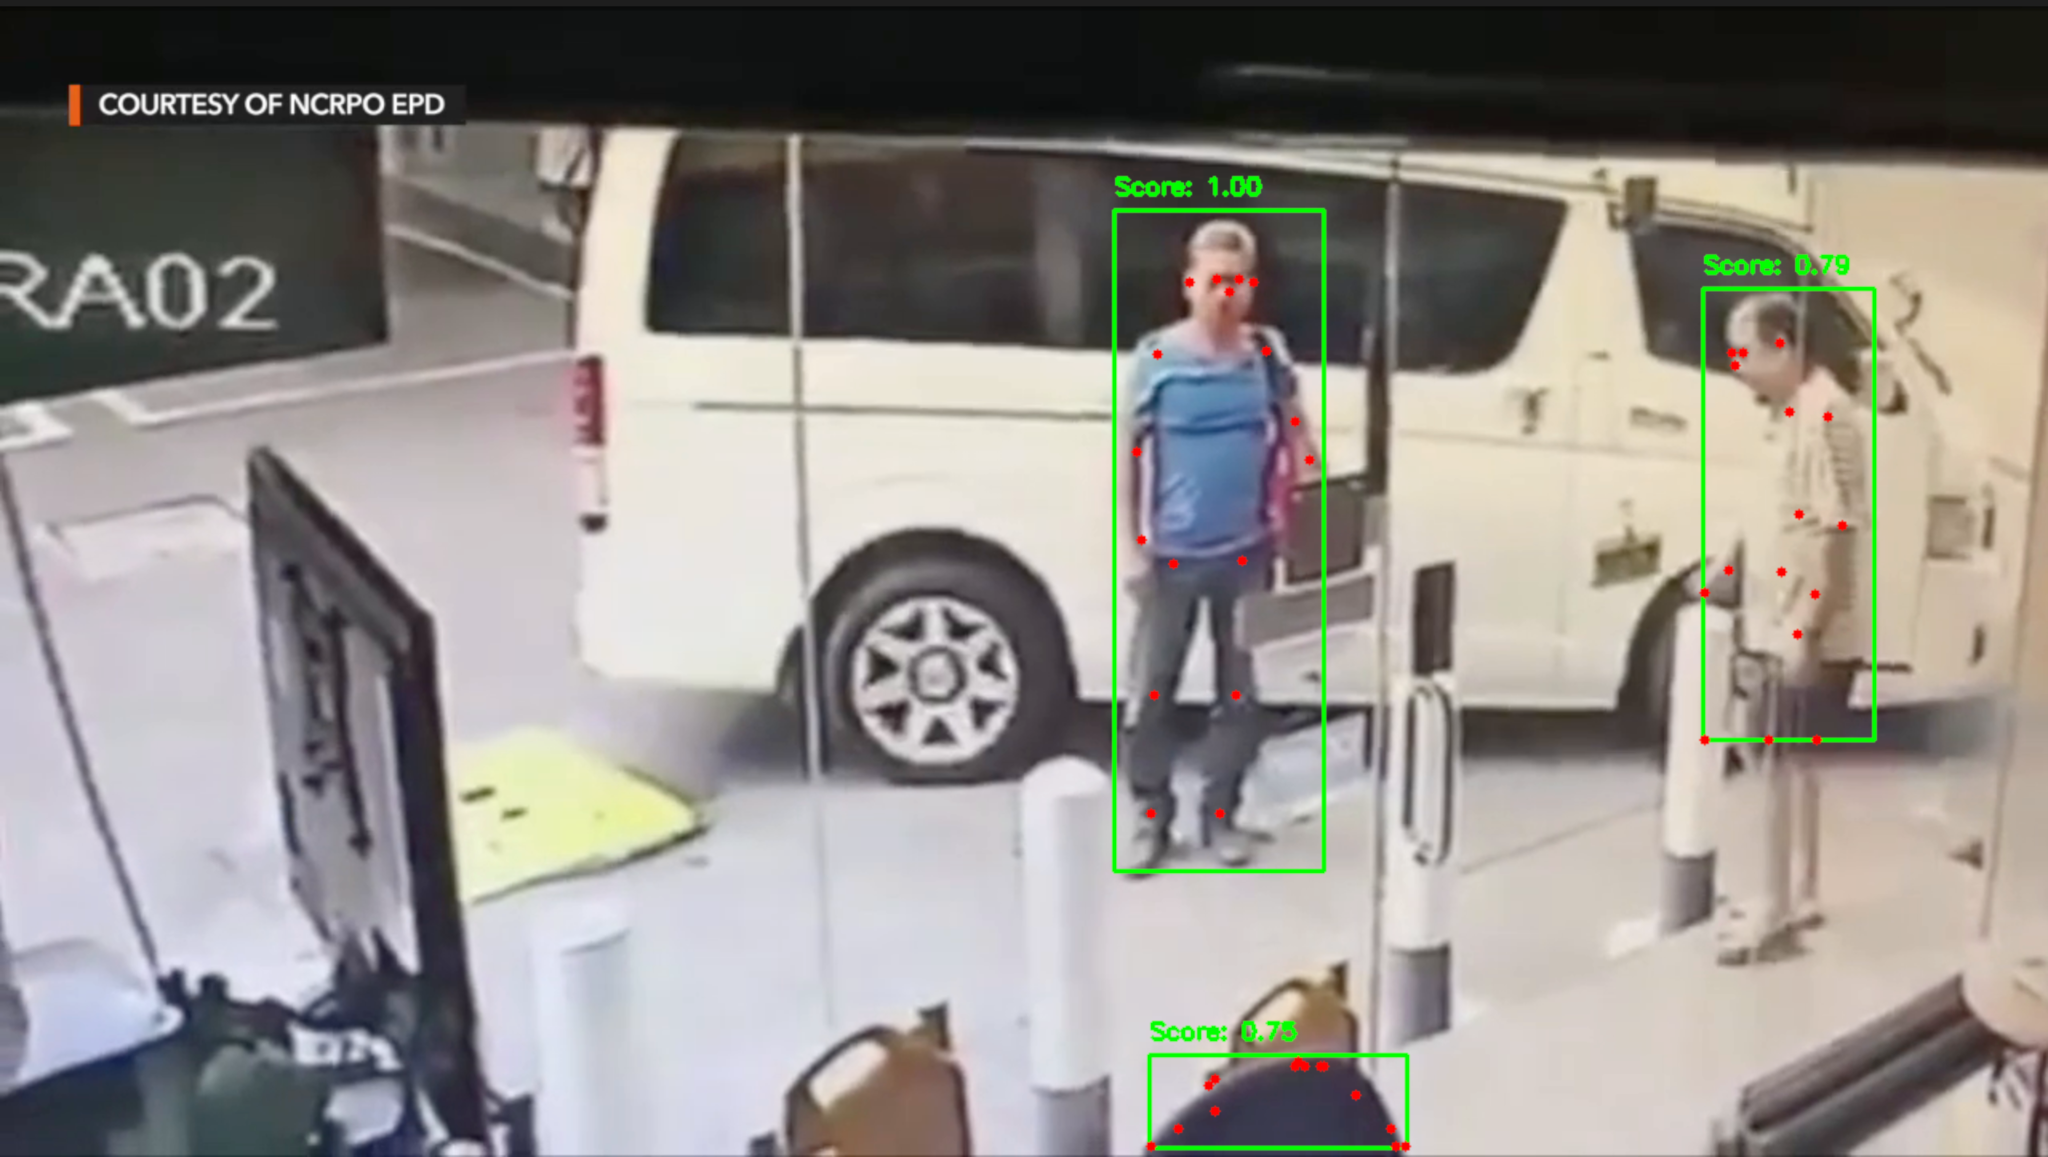 COURTESY OF NCRPO EPD
RA02
Score: 1.00
Score: 0.79
Score: 0.75